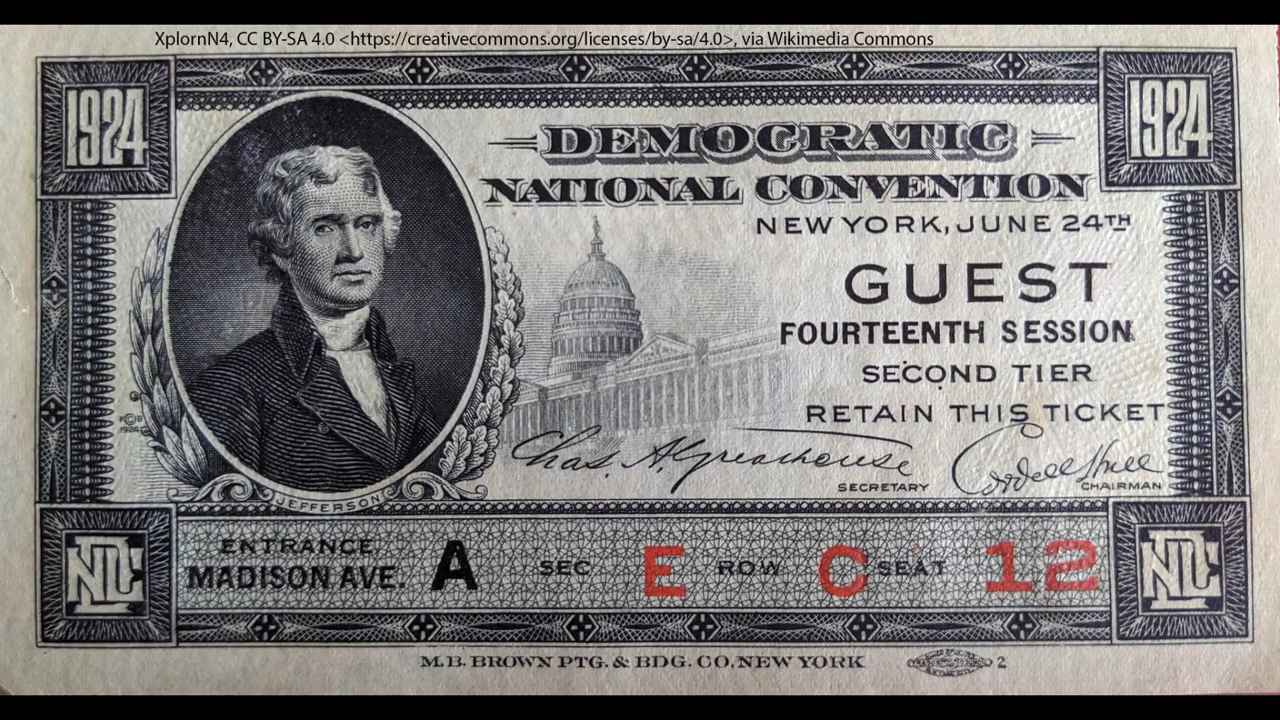 XplornN4, CC BY-SA 4.0 <https://creativecommons.org/licenses/by-sa/4.0>, via Wikimedia Commons
1924
1924
DEMOCRATIC
NATIONAL CONVENTION
NEW YORK, JUNE 24TH
GUEST
FOURTEENTH SESSION
SECOND TIER
RETAIN THIS TICKET
Chas. A. Greathouse
SECRETARY
Cordell Hull
CHAIRMAN
JEFFERSON
ENTRANCE
MADISON AVE. A SEC E ROW C SEAT 12
DNC
DNC
M.B. BROWN PTG. & BDG. CO, NEW YORK 2